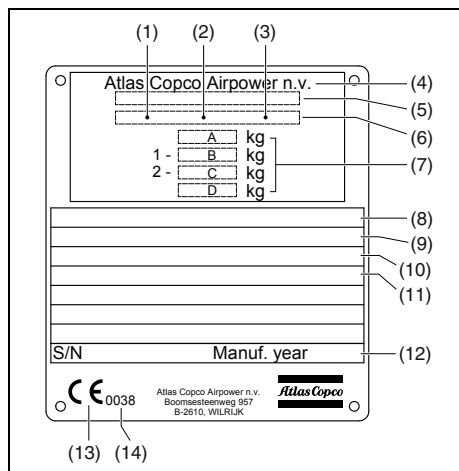 (1) (2) (3)
Atlas Copco Airpower n.v. (4)
(5)
(6)
A kg
1 - B kg (7)
2 - C kg
D kg
(8)
(9)
(10)
(11)
S/N Manuf. year (12)
CE 0038 Atlas Copco Airpower n.v. Atlas Copco
Boomsesteenweg 957
B-2610, WILRIJK
(13) (14)